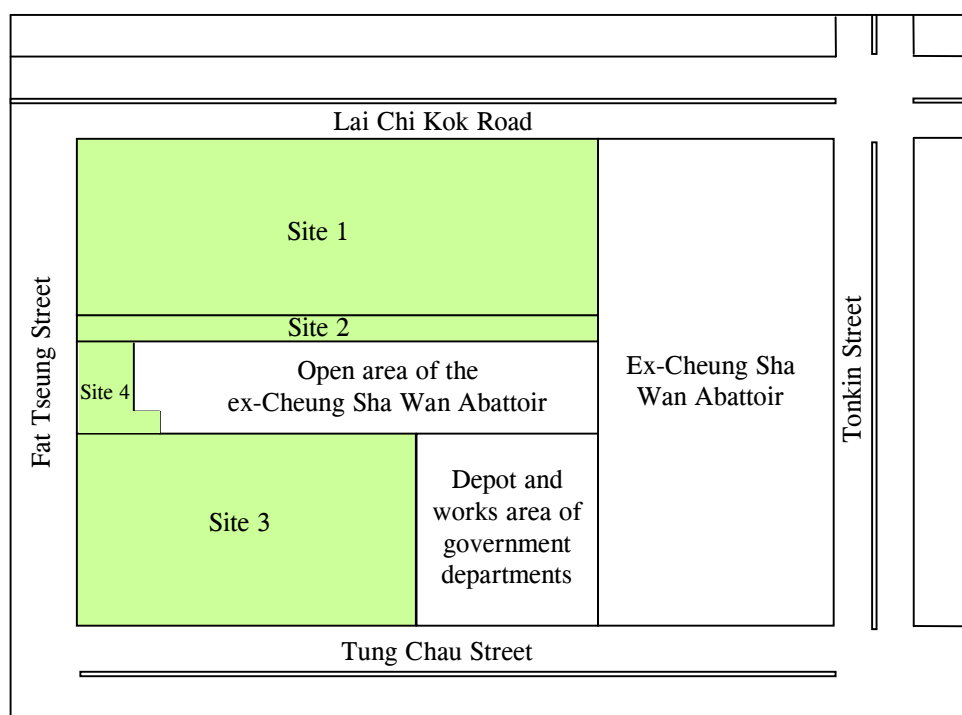 Lai Chi Kok Road
Site 1
Site 2
Fat Tseung Street
Site 4
Open area of the
ex-Cheung Sha Wan Abattoir
Ex-Cheung Sha
Wan Abattoir
Tonkin Street
Site 3
Depot and
works area of
government
departments
Tung Chau Street